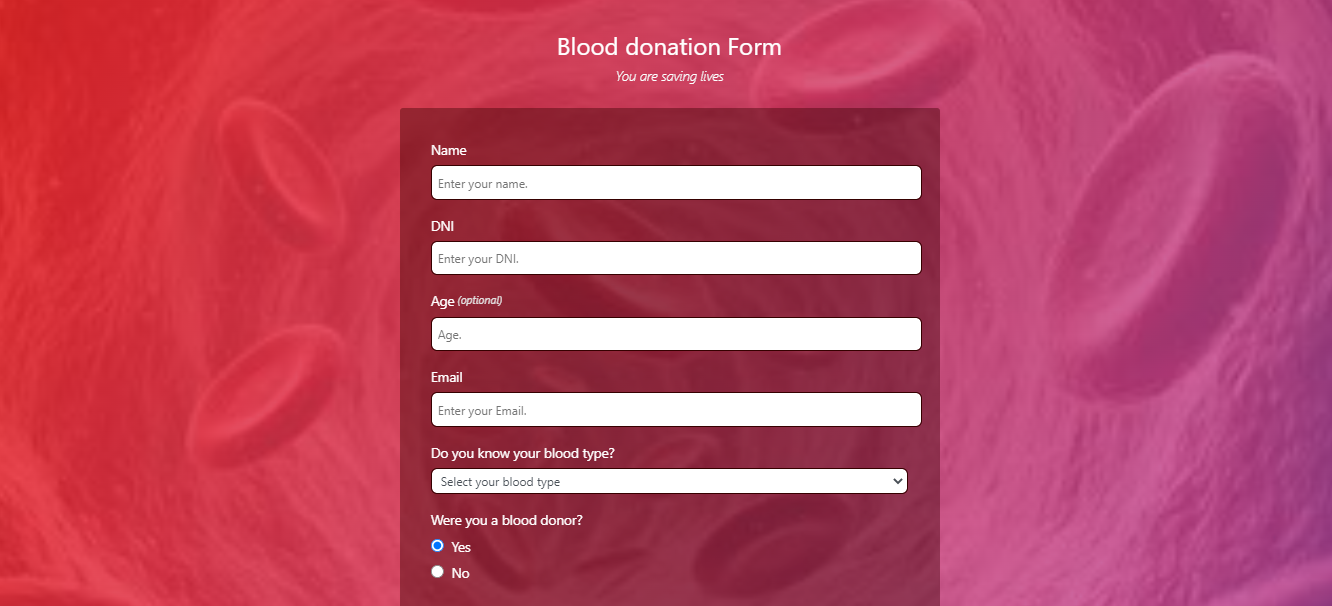 Blood donation Form
You are saving lives
Name
Enter your name.
DNI
Enter your DNI.
Age (optional)
Age.
Email
Enter your Email.
Do you know your blood type?
Select your blood type
Were you a blood donor?
Yes
No